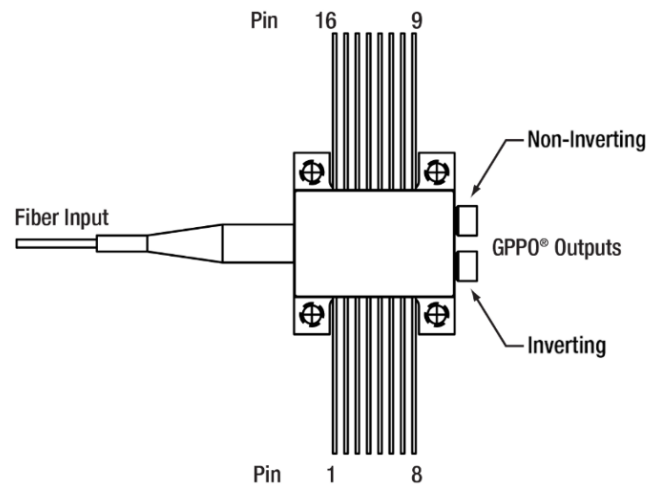 Pin 16 9
Non-Inverting
Fiber Input
GPPO® Outputs
Inverting
Pin 1 8